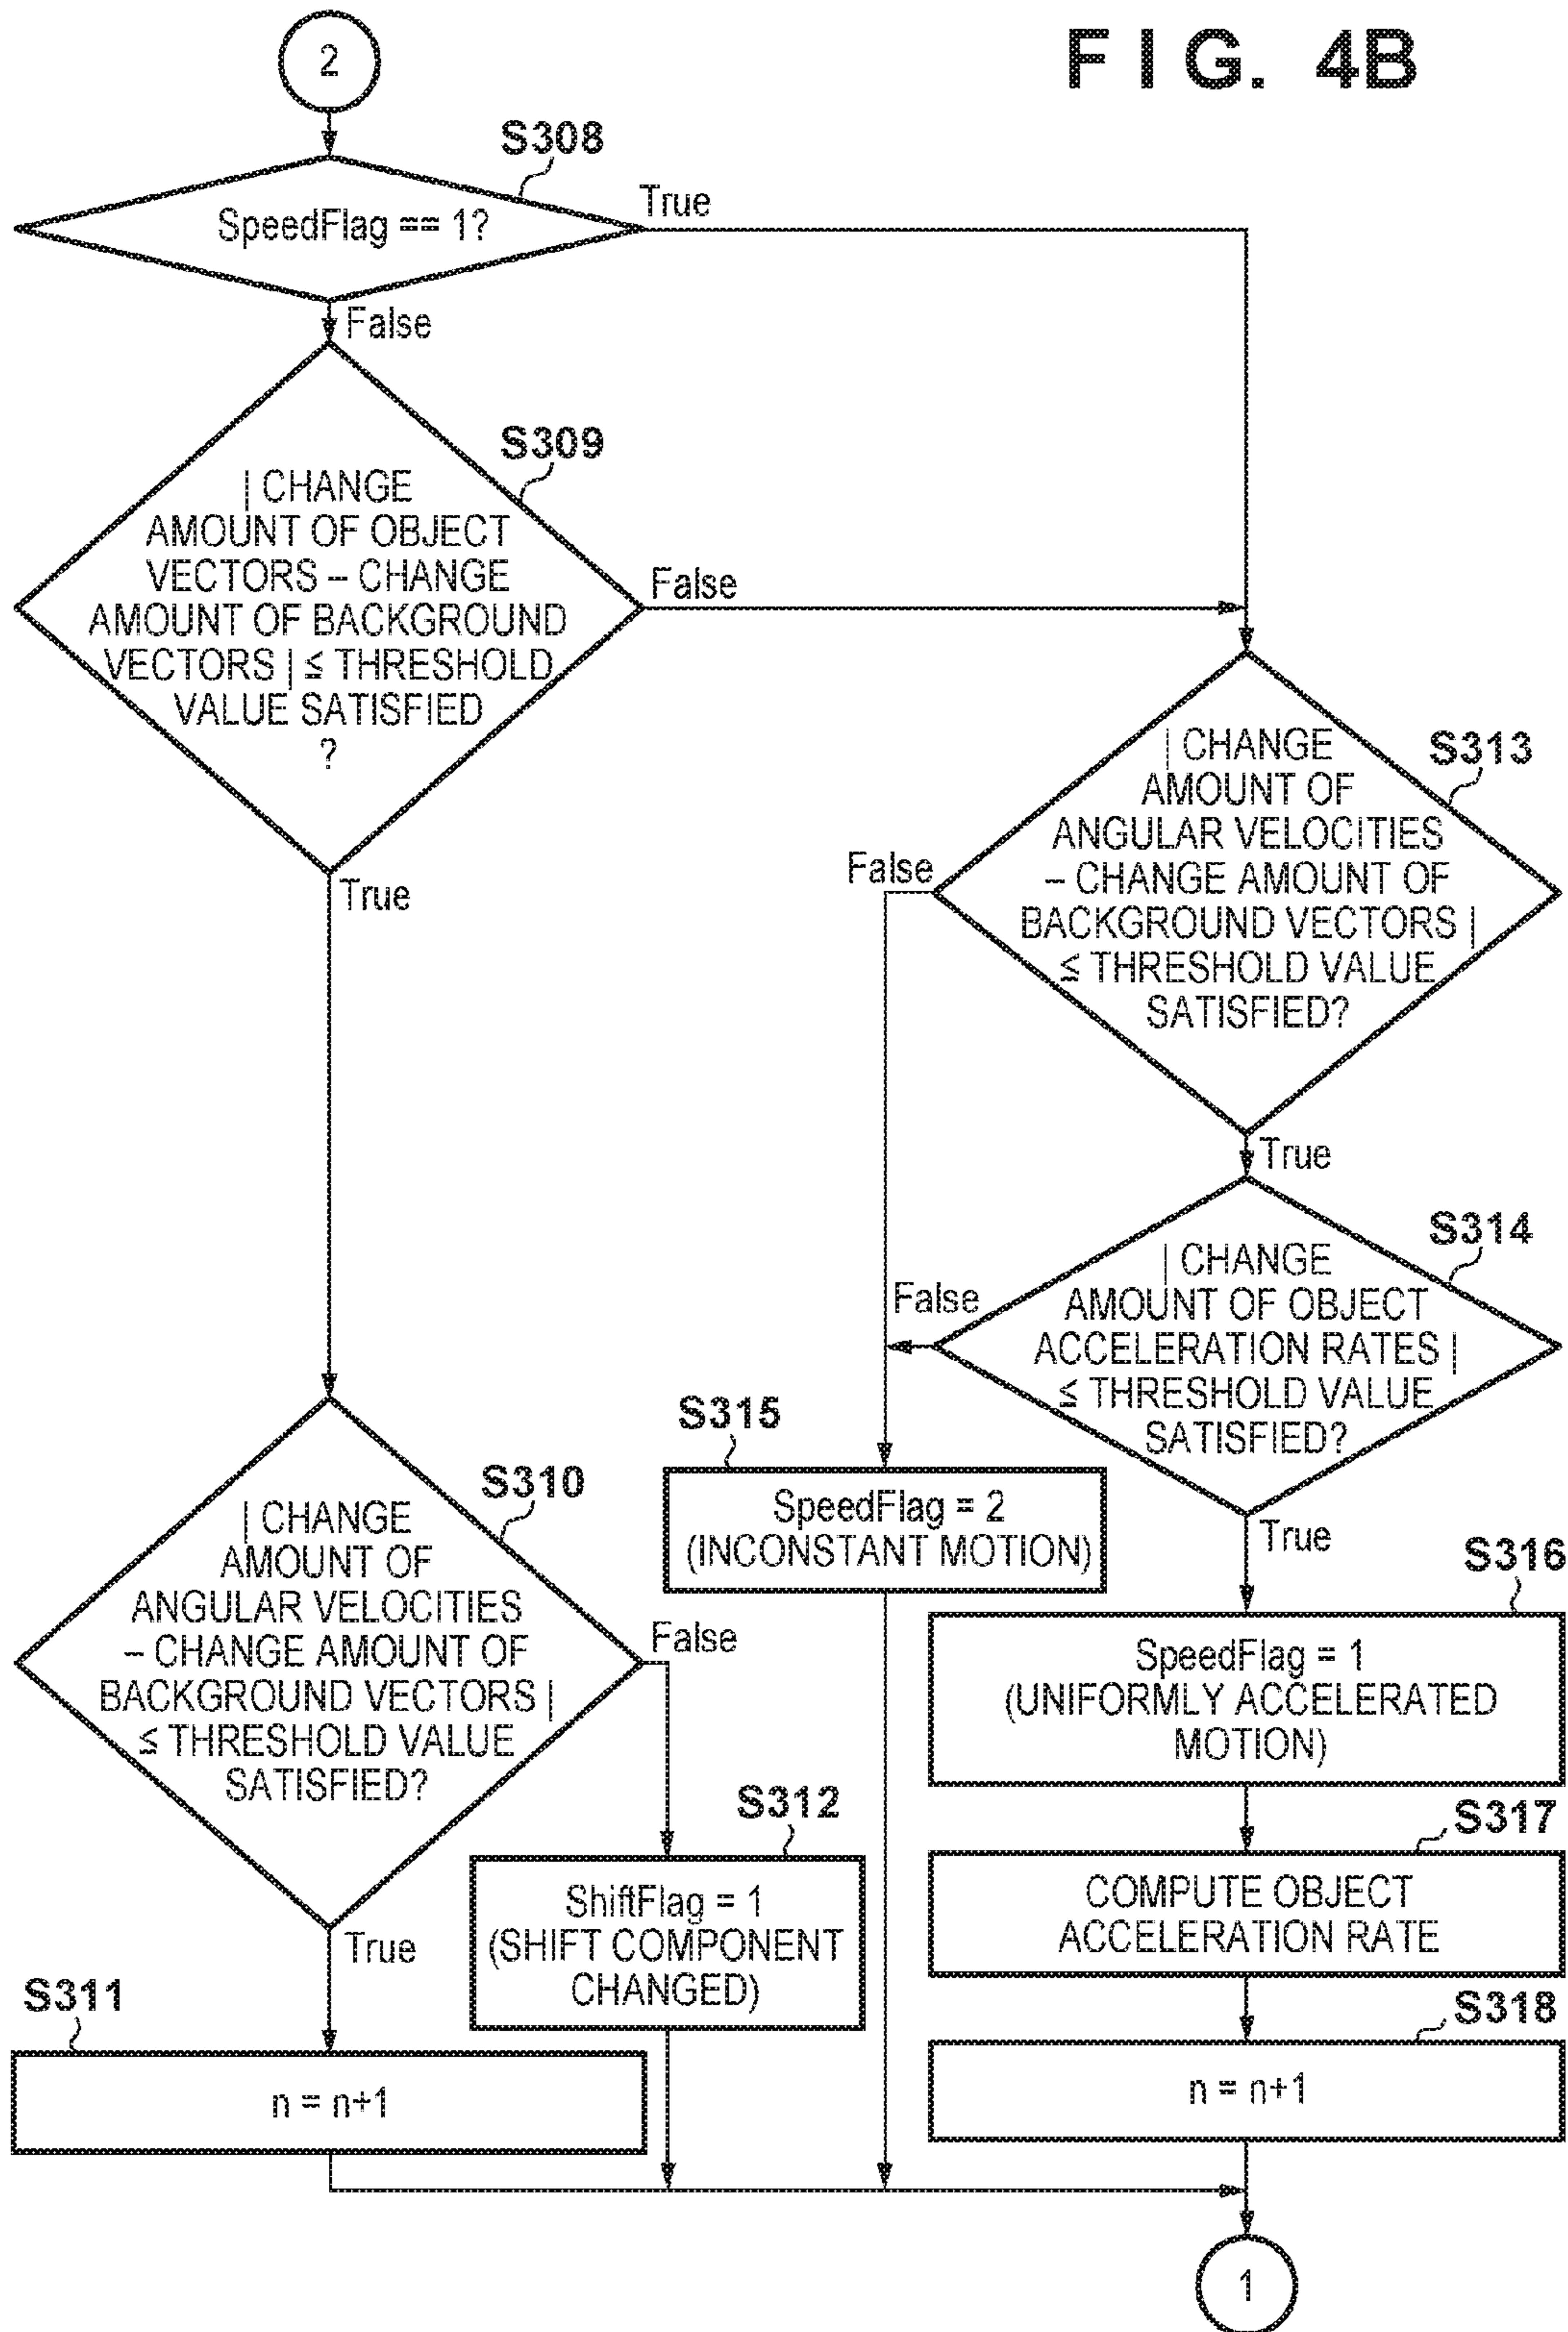 F I G. 4B
2
S308
SpeedFlag == 1?
True
False
S309
| CHANGE
AMOUNT OF OBJECT
VECTORS – CHANGE
AMOUNT OF BACKGROUND
VECTORS | ≤ THRESHOLD
VALUE SATISFIED
?
False
True
S313
| CHANGE
AMOUNT OF
ANGULAR VELOCITIES
– CHANGE AMOUNT OF
BACKGROUND VECTORS |
≤ THRESHOLD VALUE
SATISFIED?
False
True
S314
| CHANGE
AMOUNT OF OBJECT
ACCELERATION RATES |
≤ THRESHOLD VALUE
SATISFIED?
False
True
S315
SpeedFlag = 2
(INCONSTANT MOTION)
S310
| CHANGE
AMOUNT OF
ANGULAR VELOCITIES
– CHANGE AMOUNT OF
BACKGROUND VECTORS |
≤ THRESHOLD VALUE
SATISFIED?
False
True
S316
SpeedFlag = 1
(UNIFORMLY ACCELERATED
MOTION)
S312
ShiftFlag = 1
(SHIFT COMPONENT
CHANGED)
S317
COMPUTE OBJECT
ACCELERATION RATE
S311
n = n+1
S318
n = n+1
1